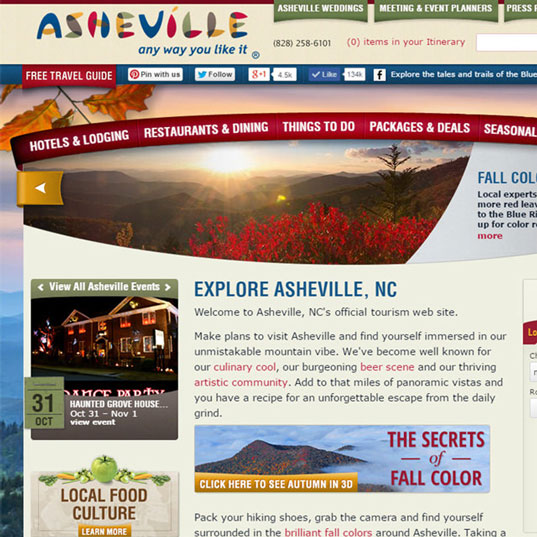 ASHEVILLE
any way you like it ®
ASHEVILLE WEDDINGS
MEETING & EVENT PLANNERS
PRESS
(828) 258-6101
(0) items in your Itinerary
FREE TRAVEL GUIDE
Pin with us
Follow
+1
4.5k
Like
134k
Explore the tales and trails of the Blue
HOTELS & LODGING
RESTAURANTS & DINING
THINGS TO DO
PACKAGES & DEALS
SEASONAL
FALL COL
Local experts
more red leav
to the Blue Ri
up for color r
more
View All Asheville Events
DANCE PARTY
31
OCT
HAUNTED GROVE HOUSE...
Oct 31 – Nov 1
view event
LOCAL FOOD
CULTURE
LEARN MORE
EXPLORE ASHEVILLE, NC
Welcome to Asheville, NC's official tourism web site.
Make plans to visit Asheville and find yourself immersed in our
unmistakable mountain vibe. We've become well known for
our culinary cool, our burgeoning beer scene and our thriving
artistic community. Add to that miles of panoramic vistas and
you have a recipe for an unforgettable escape from the daily
grind.
THE SECRETS
of
FALL COLOR
CLICK HERE TO SEE AUTUMN IN 3D
Pack your hiking shoes, grab the camera and find yourself
surrounded in the brilliant fall colors around Asheville. Taking a
Lo
Ch
Ro